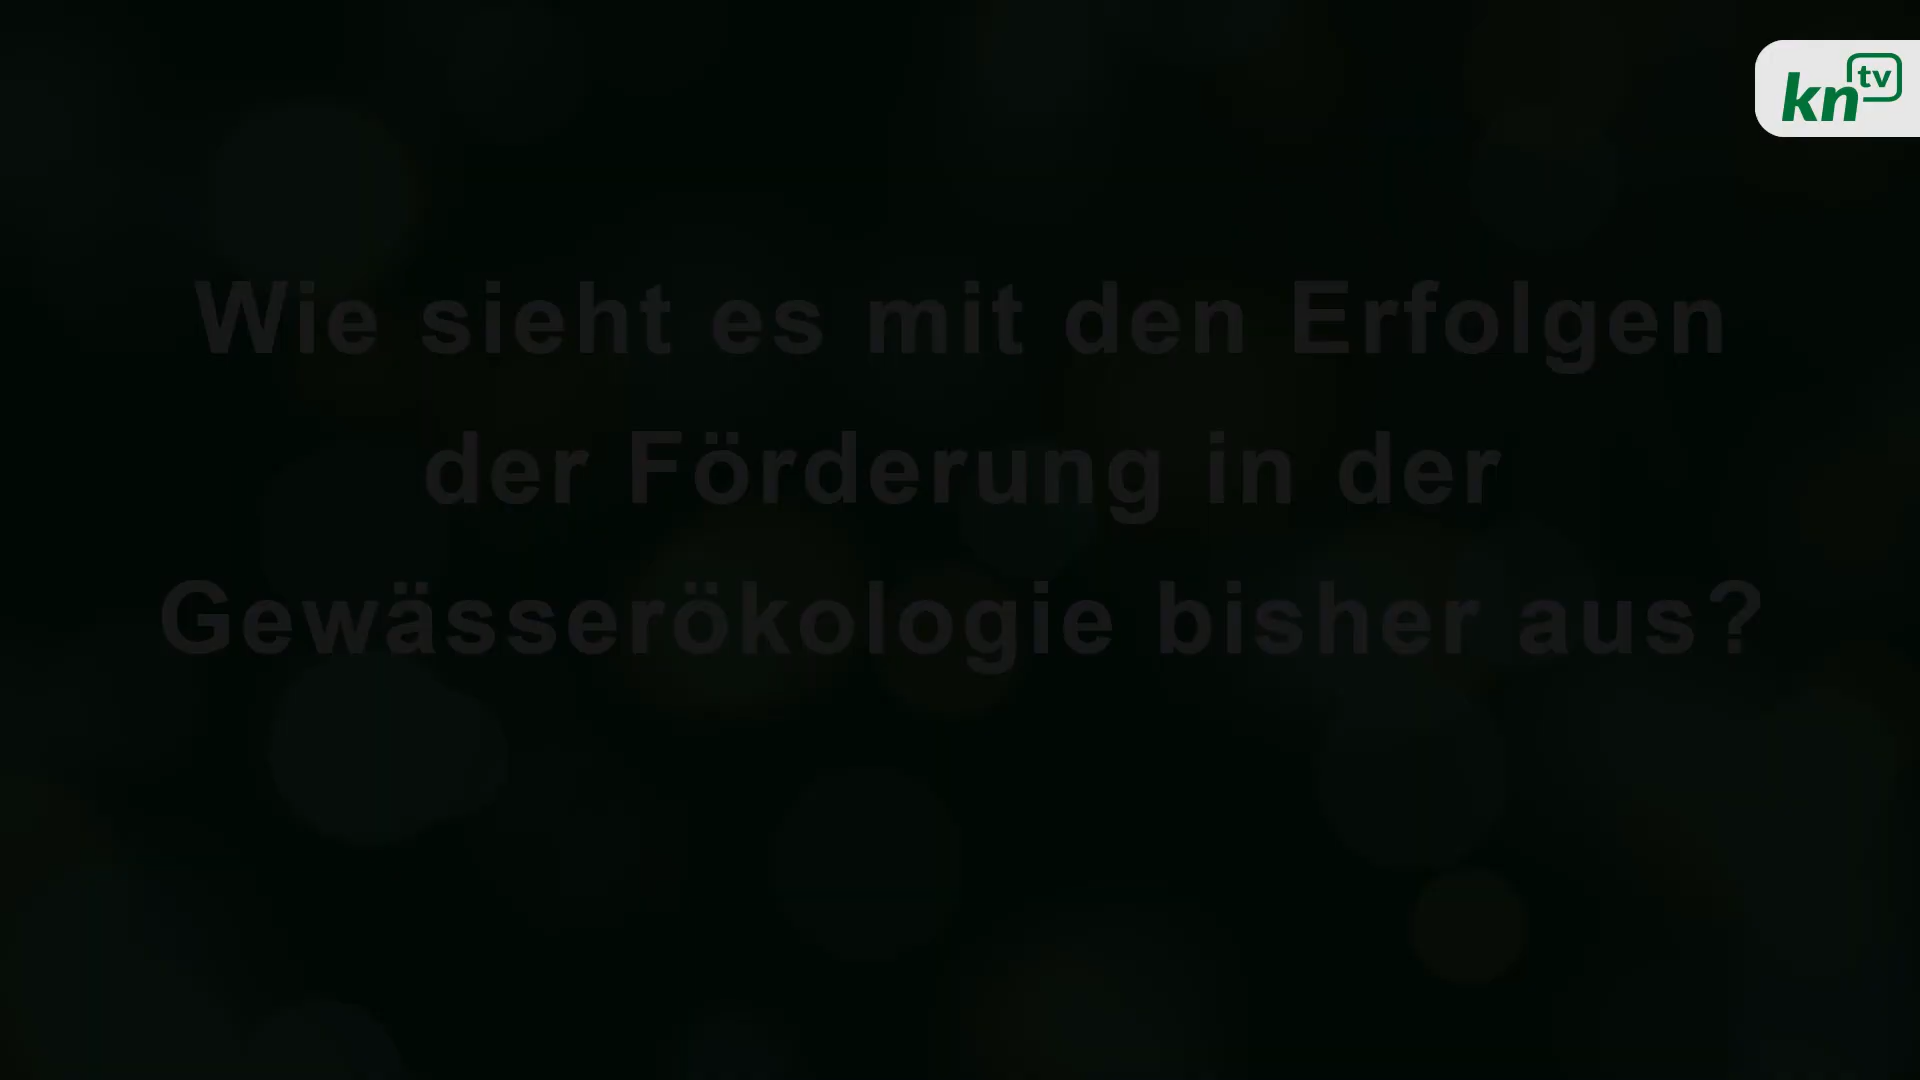 kn tv
Wie sieht es mit den Erfolgen
der Förderung in der
Gewässerökologie bisher aus?